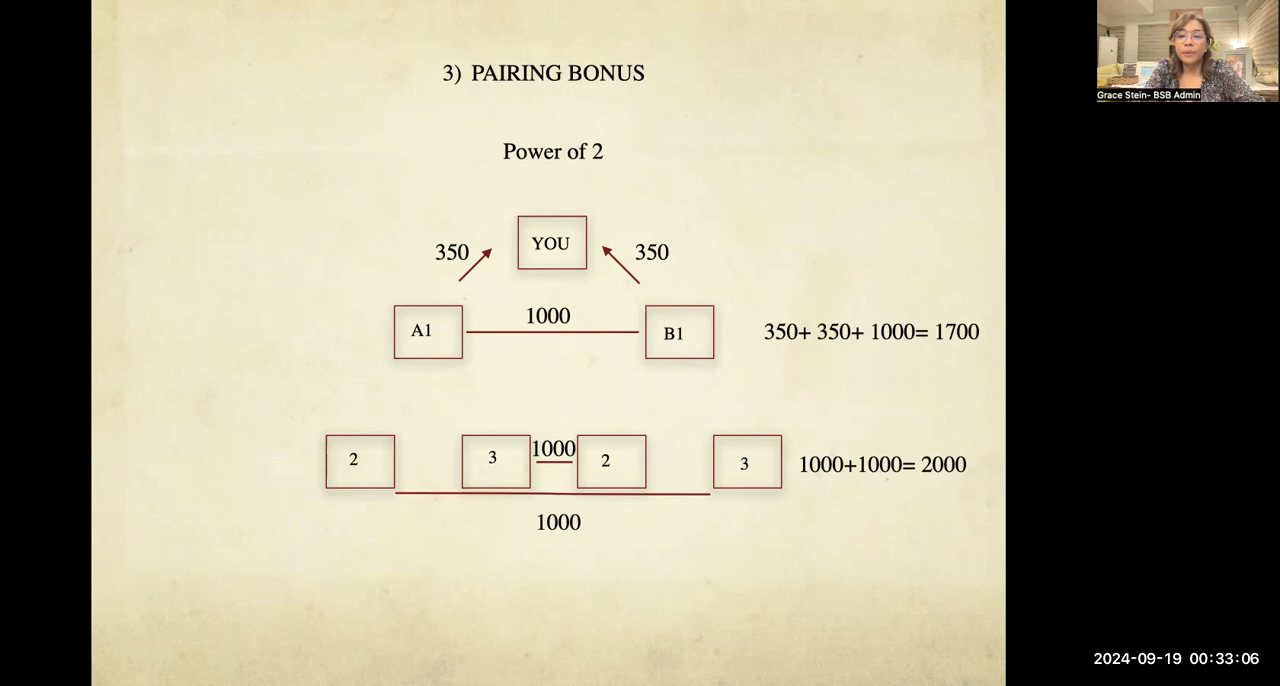 3) PAIRING BONUS
Grace Stein- BSB Admin
Power of 2
YOU
350
350
A1
1000
B1
350+ 350+ 1000= 1700
2
3
1000
2
3
1000+1000= 2000
1000
2024-09-19 00:33:06